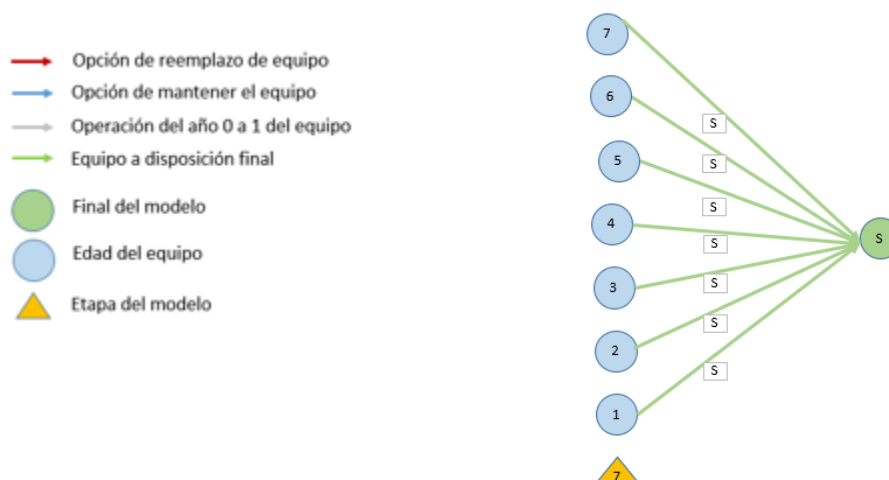 Opción de reemplazo de equipo
Opción de mantener el equipo
Operación del año 0 a 1 del equipo
Equipo a disposición final
Final del modelo
Edad del equipo
Etapa del modelo
7
6
5
4
3
2
1
7
S
S
S
S
S
S
S
S